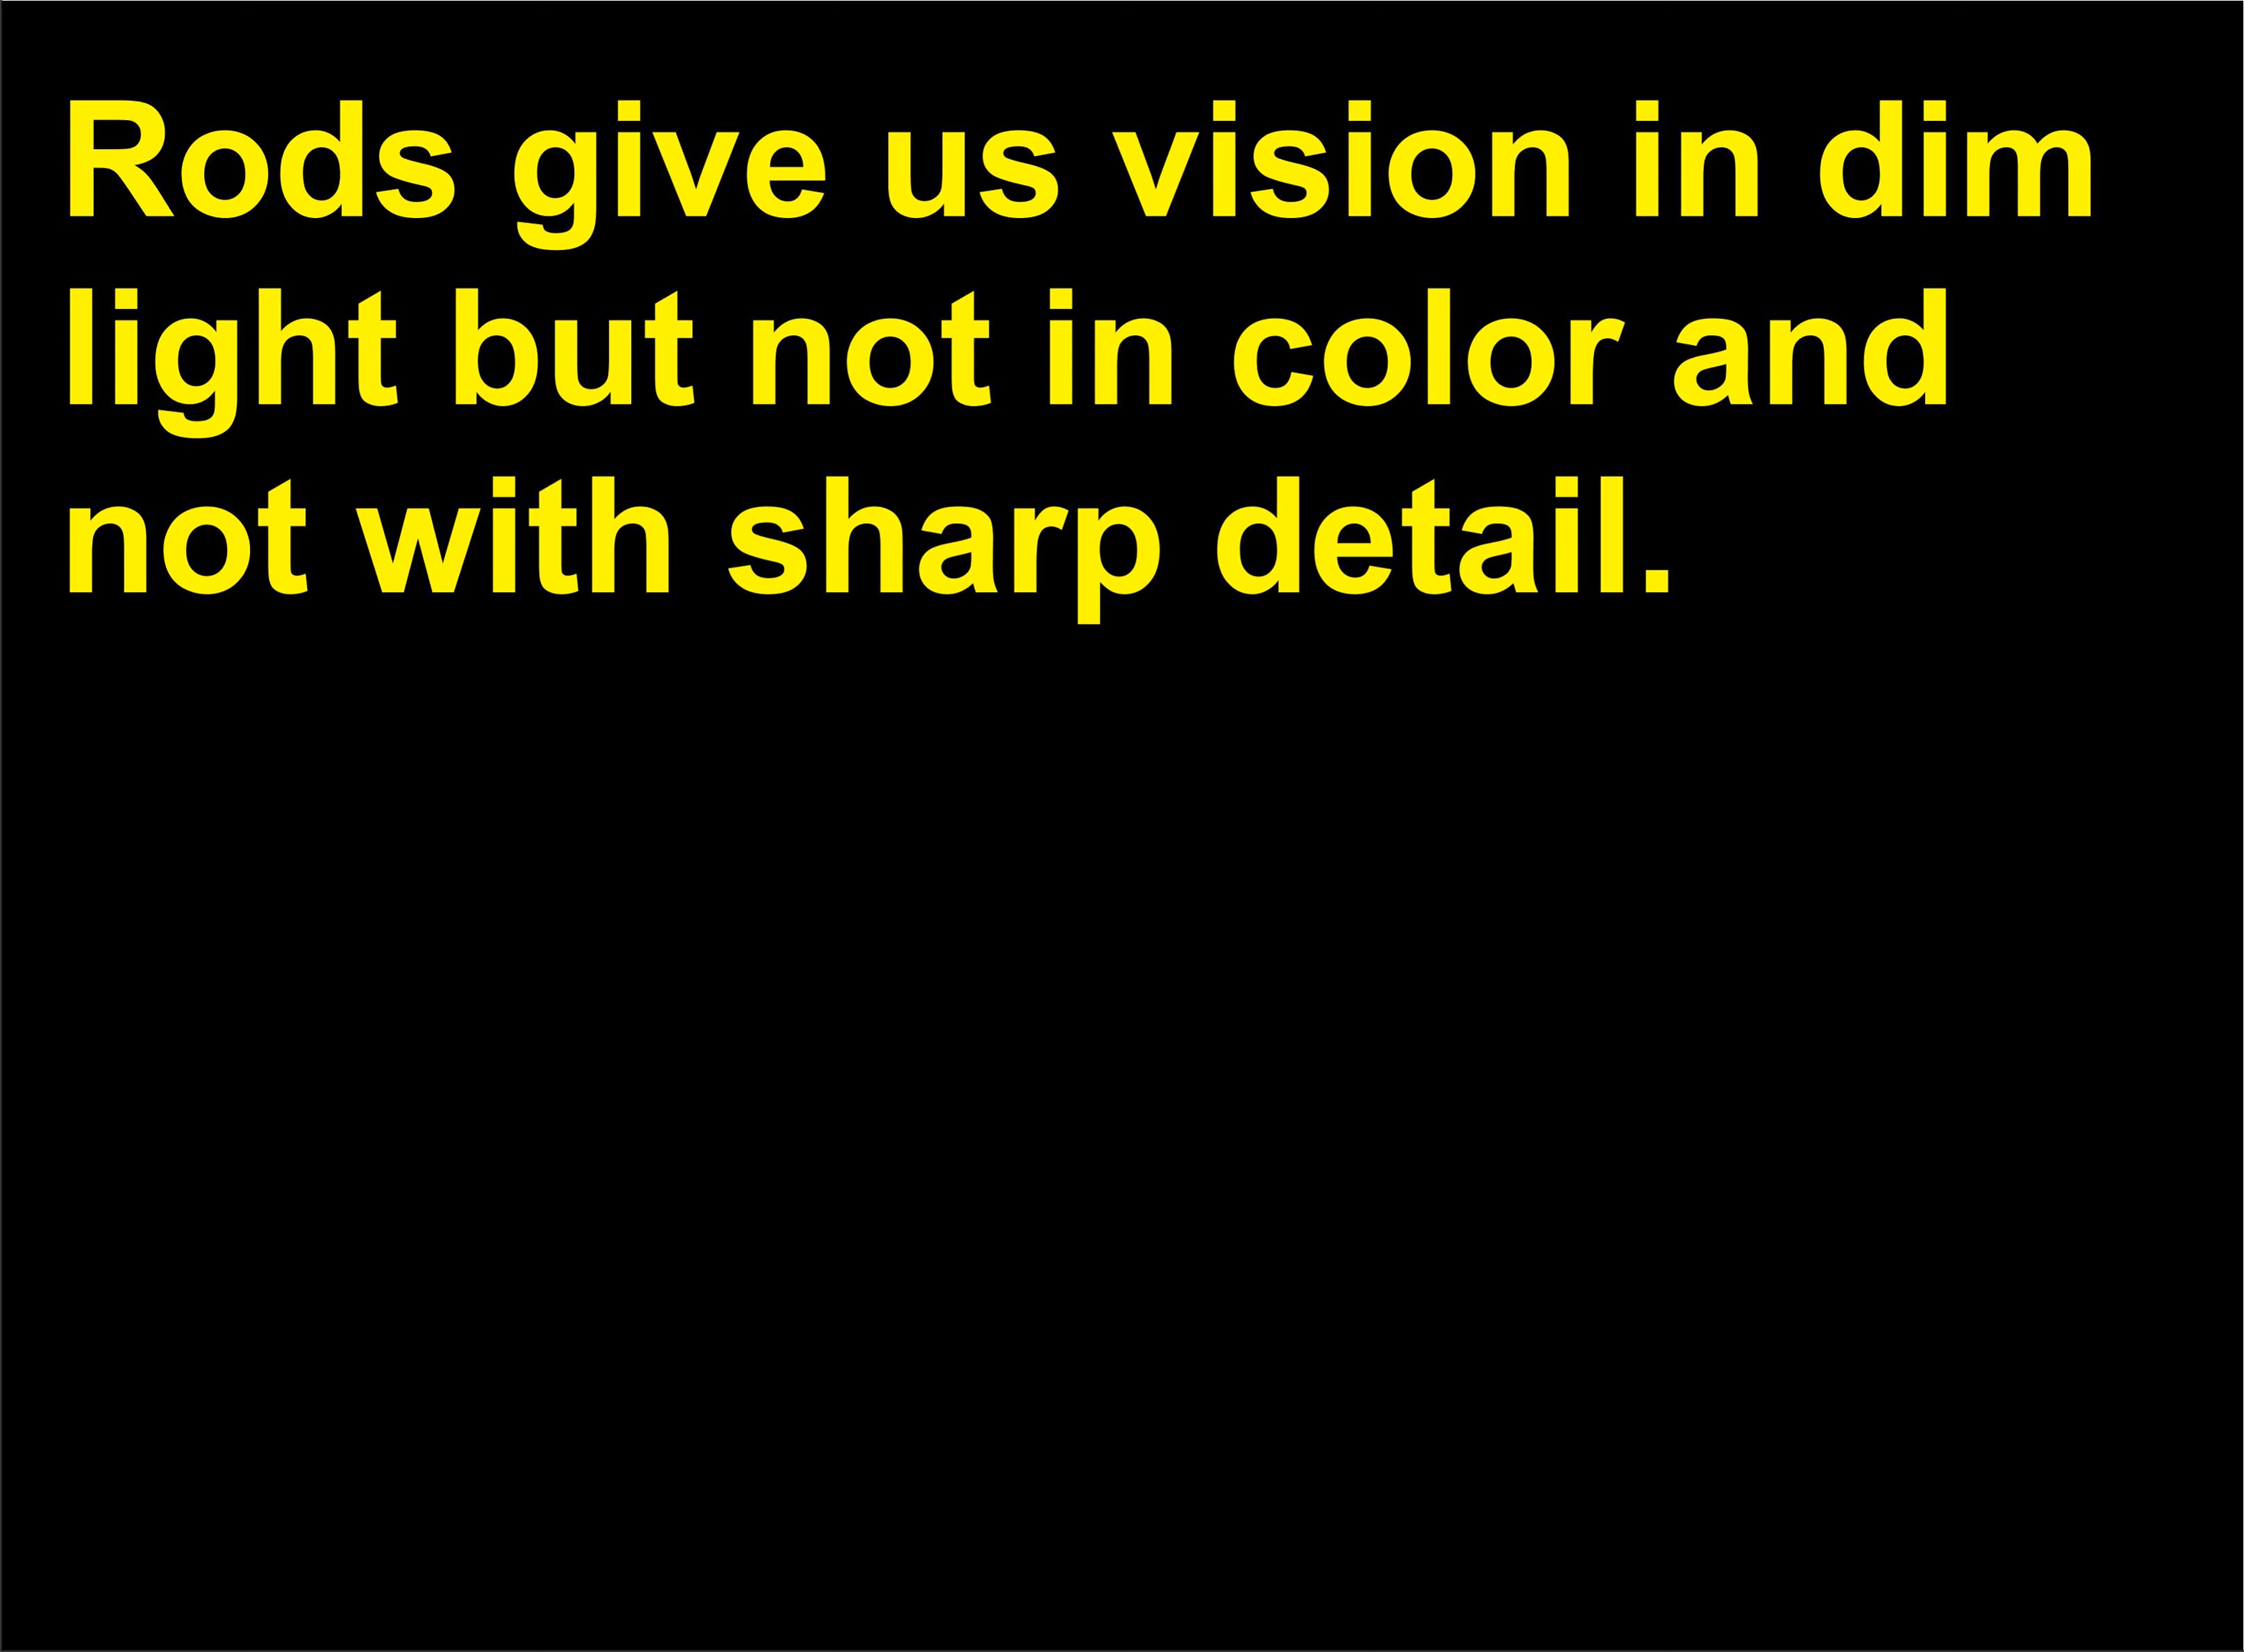 Rods give us vision in dim
light but not in color and
not with sharp detail.